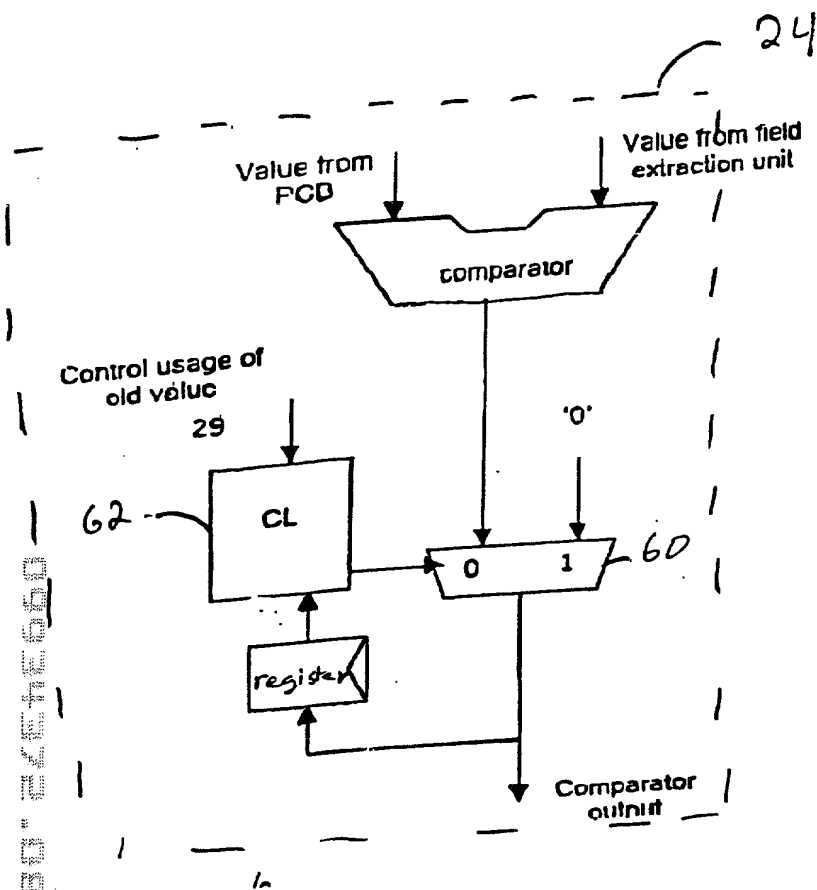 24
Value from
PCB
Value from field
extraction unit
comparator
Control usage of
old value
29
'0'
62
CL
0 1
60
register
Comparator
output